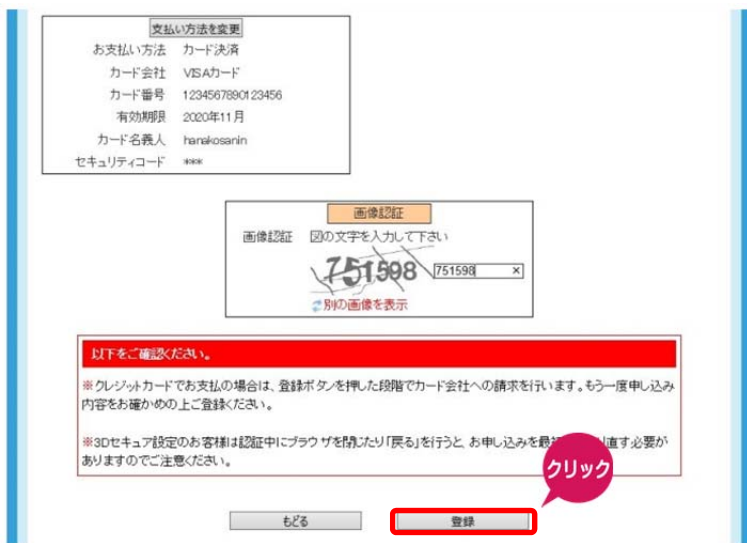 支払い方法を変更
お支払い方法 カード決済
カード会社 VISAカード
カード番号 1234567890123456
有効期限 2020年11月
カード名義人 hanakosanin
セキュリティコード ***
画像認証
画像認証 図の文字を入力して下さい
751598 751598 ×
別の画像を表示
以下をご確認ください。
※クレジットカードでお支払の場合は、登録ボタンを押した段階でカード会社への請求を行います。もう一度申し込み
内容をお確かめの上ご登録ください。
※3Dセキュア設定のお客様は認証中にブラウザを閉じたり「戻る」を行うと、お申し込みを最 直す必要が
ありますのでご注意ください。
クリック
もどる 登録